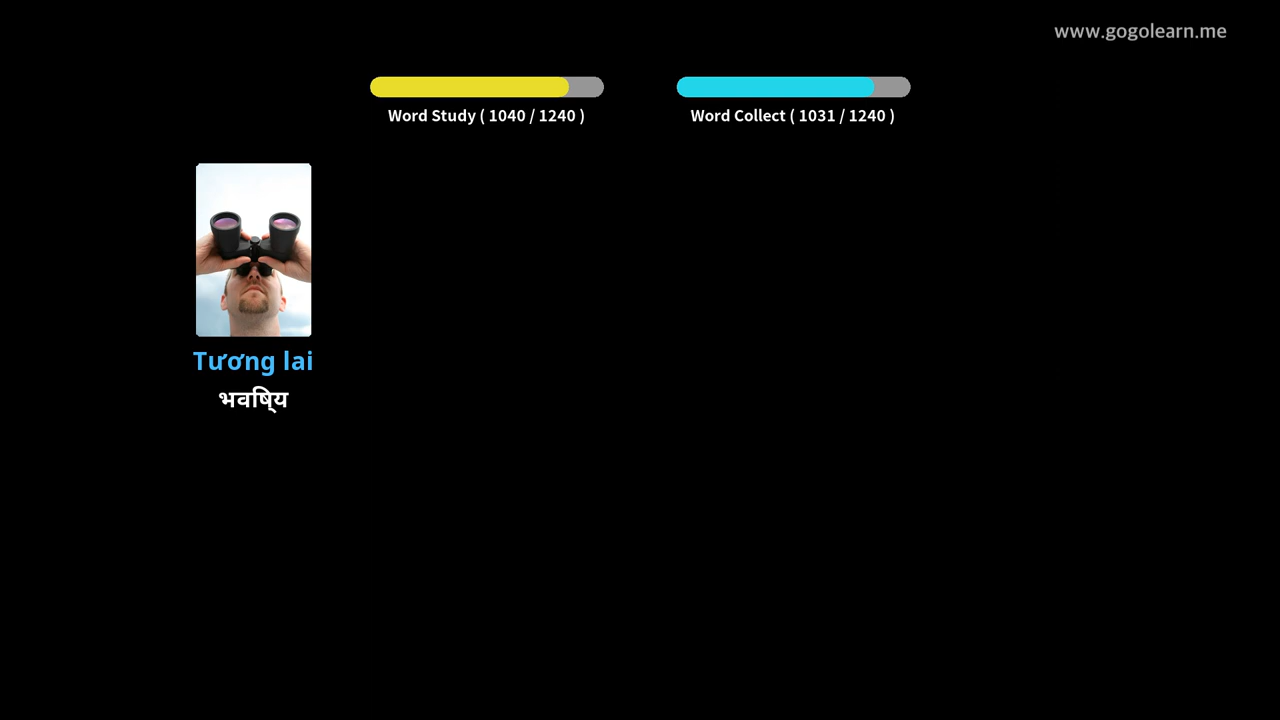 www.gogolearn.me
Word Study ( 1040 / 1240 )
Word Collect ( 1031 / 1240 )
Tương lai
भविष्य